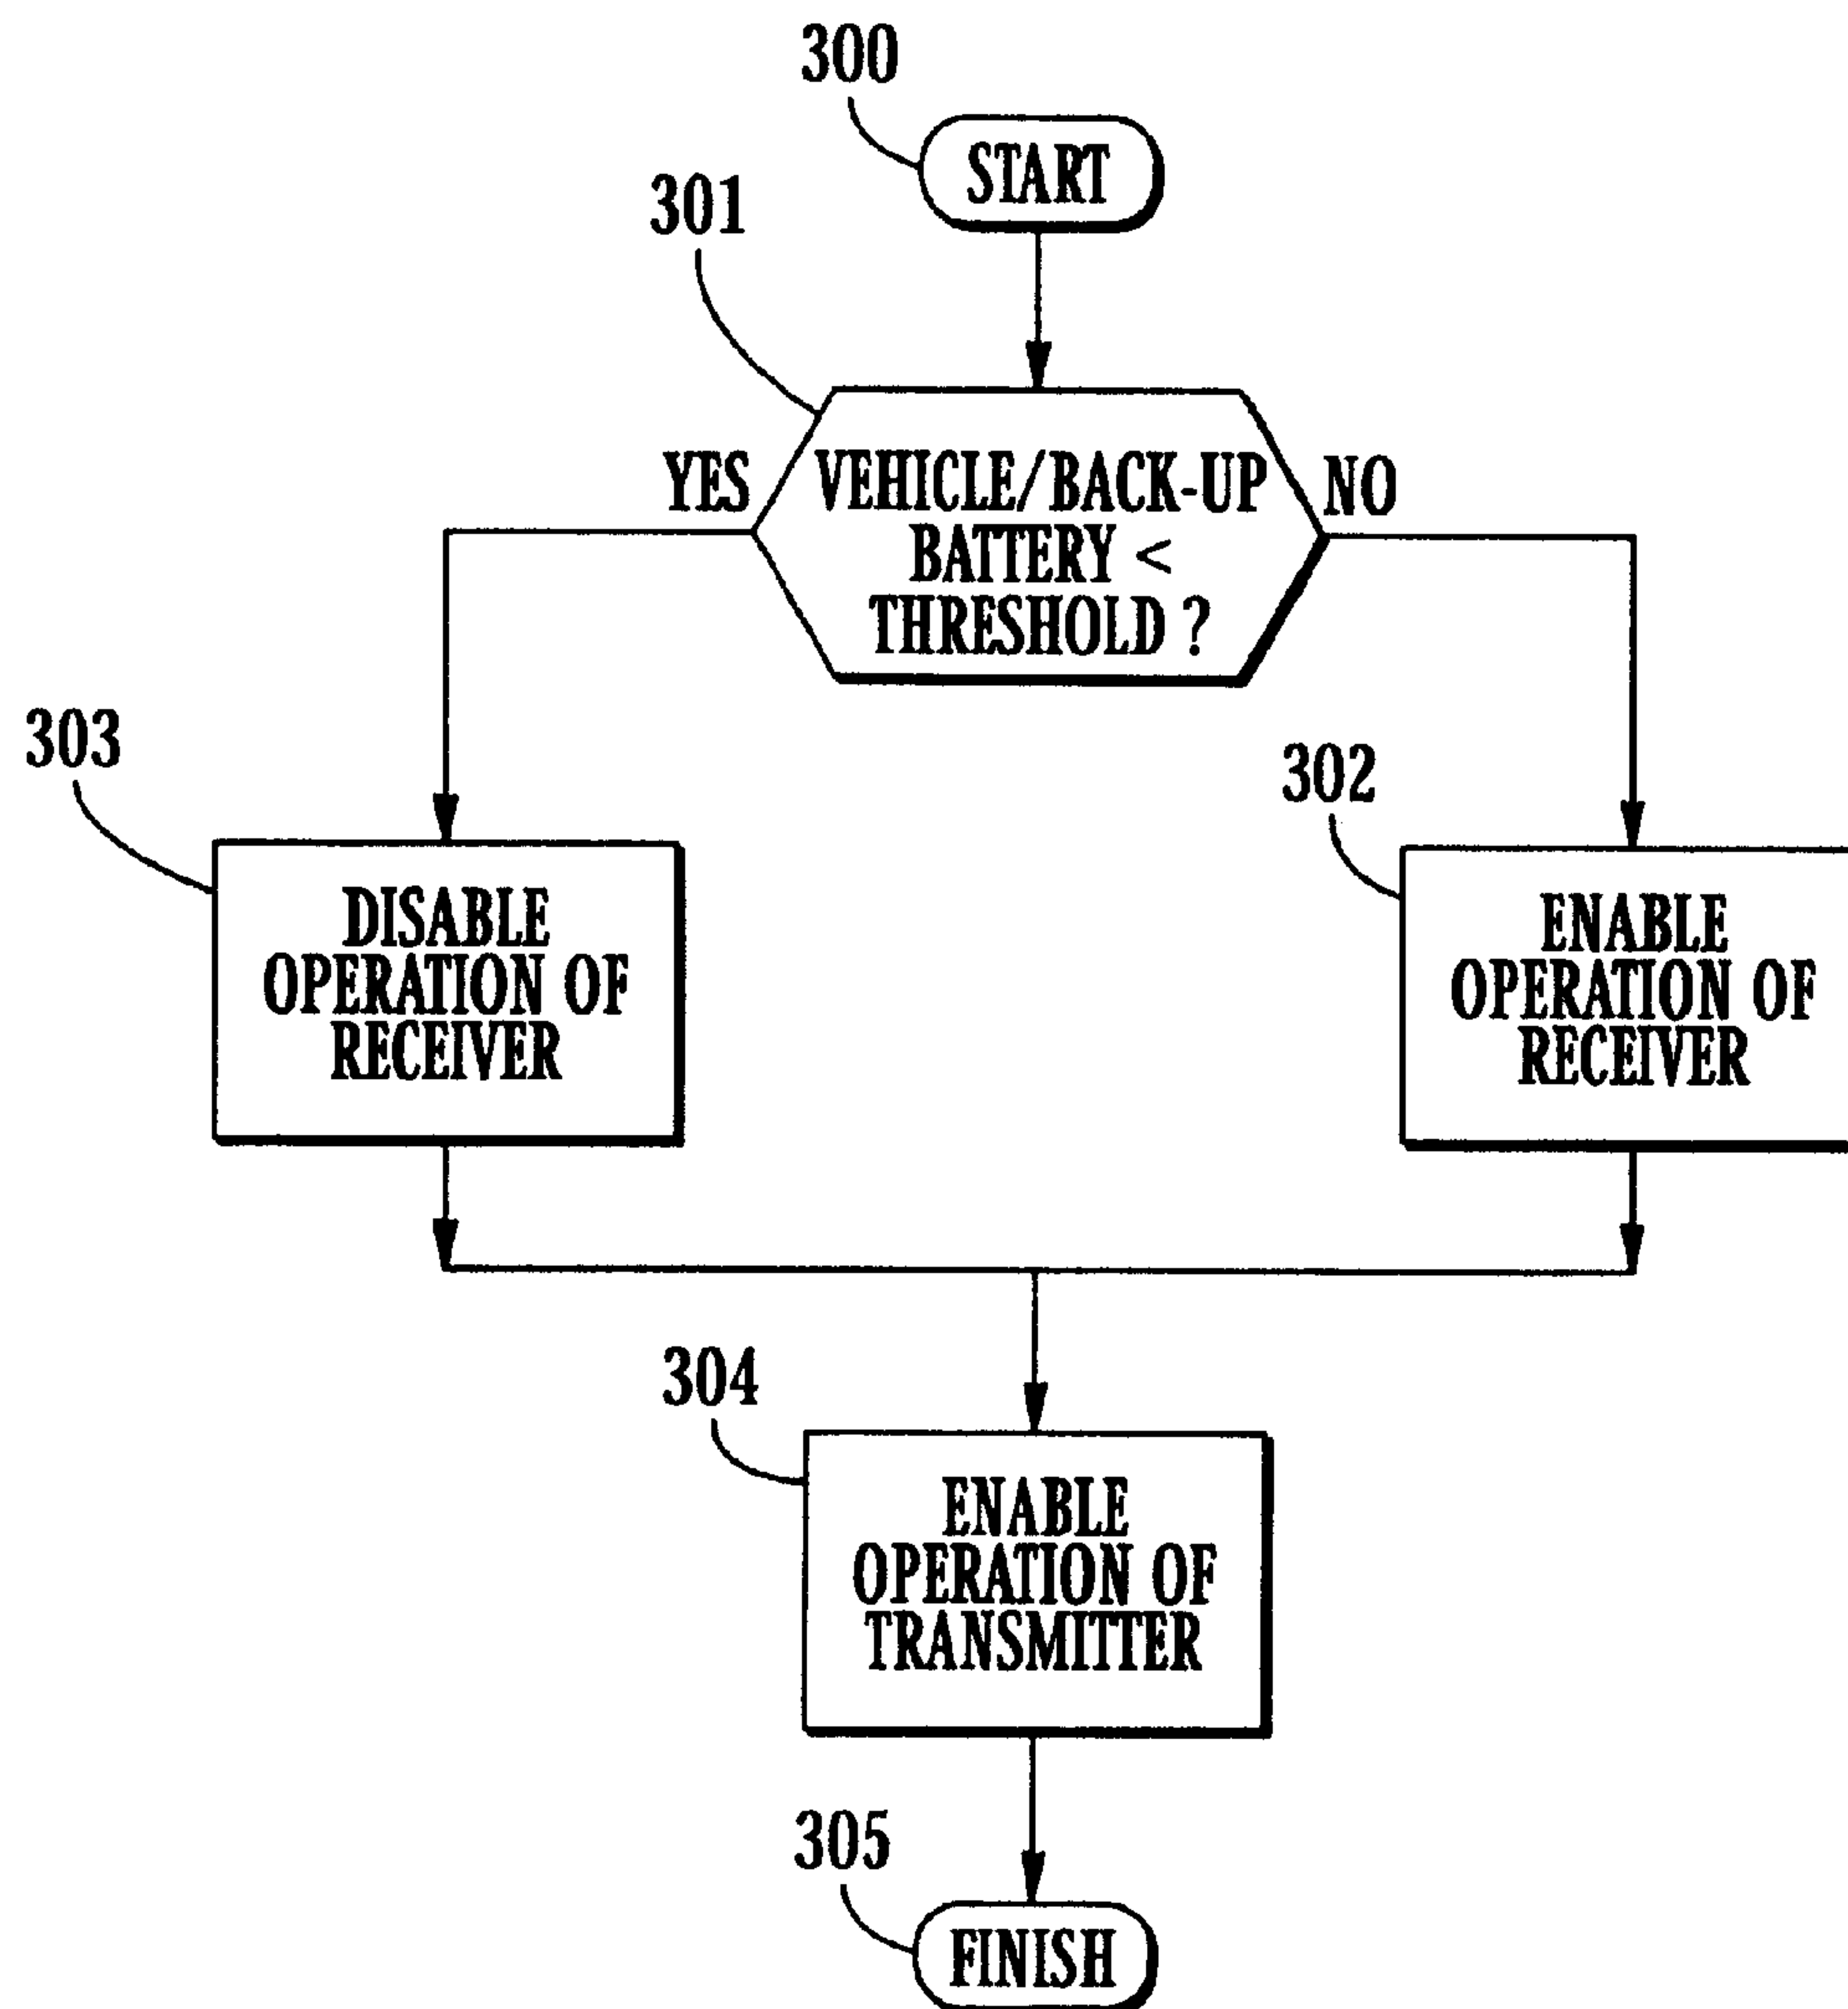 300
START
301
YES
VEHICLE/BACK-UP
BATTERY <
THRESHOLD ?
NO
303
302
DISABLE
OPERATION OF
RECEIVER
ENABLE
OPERATION OF
RECEIVER
304
ENABLE
OPERATION OF
TRANSMITTER
305
FINISH